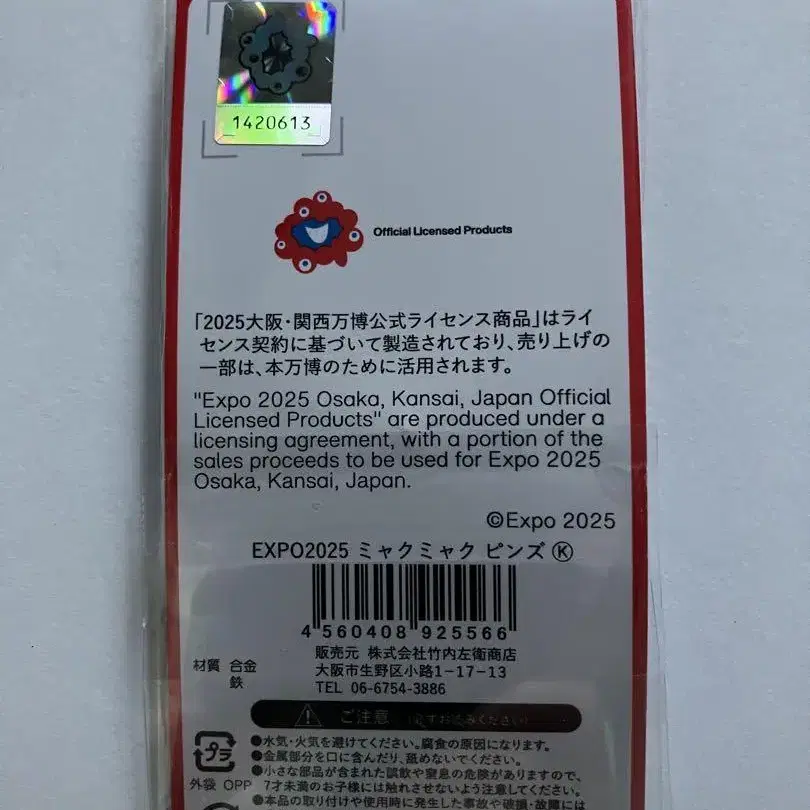 1420613
Official Licensed Products
「2025大阪・関西万博公式ライセンス商品」はライ
センス契約に基づいて製造されており、売り上げの
一部は、本万博のために活用されます。
"Expo 2025 Osaka, Kansai, Japan Official
Licensed Products" are produced under a
licensing agreement, with a portion of the
sales proceeds to be used for Expo 2025
Osaka, Kansai, Japan.
©Expo 2025
EXPO2025 ミャクミャク ピンズ Ⓚ
4 560408 925566
販売元 株式会社竹内左衛商店
大阪市生野区小路1-17-13
TEL 06-6754-3886
材質 合金
鉄
ご注意 (必ずお読みください)
●水気・火気を避けてください。腐食の原因になります。
●金属部分を口に含んだり、舐めないでください。
●小さな部品が含まれた誤飲や窒息の危険がありますので、
7才未満のお子様には触れさせないよう注意してください。
●本品の取り付けや使用時に発生した事故や破損・故障には
プラ
外袋 OPP